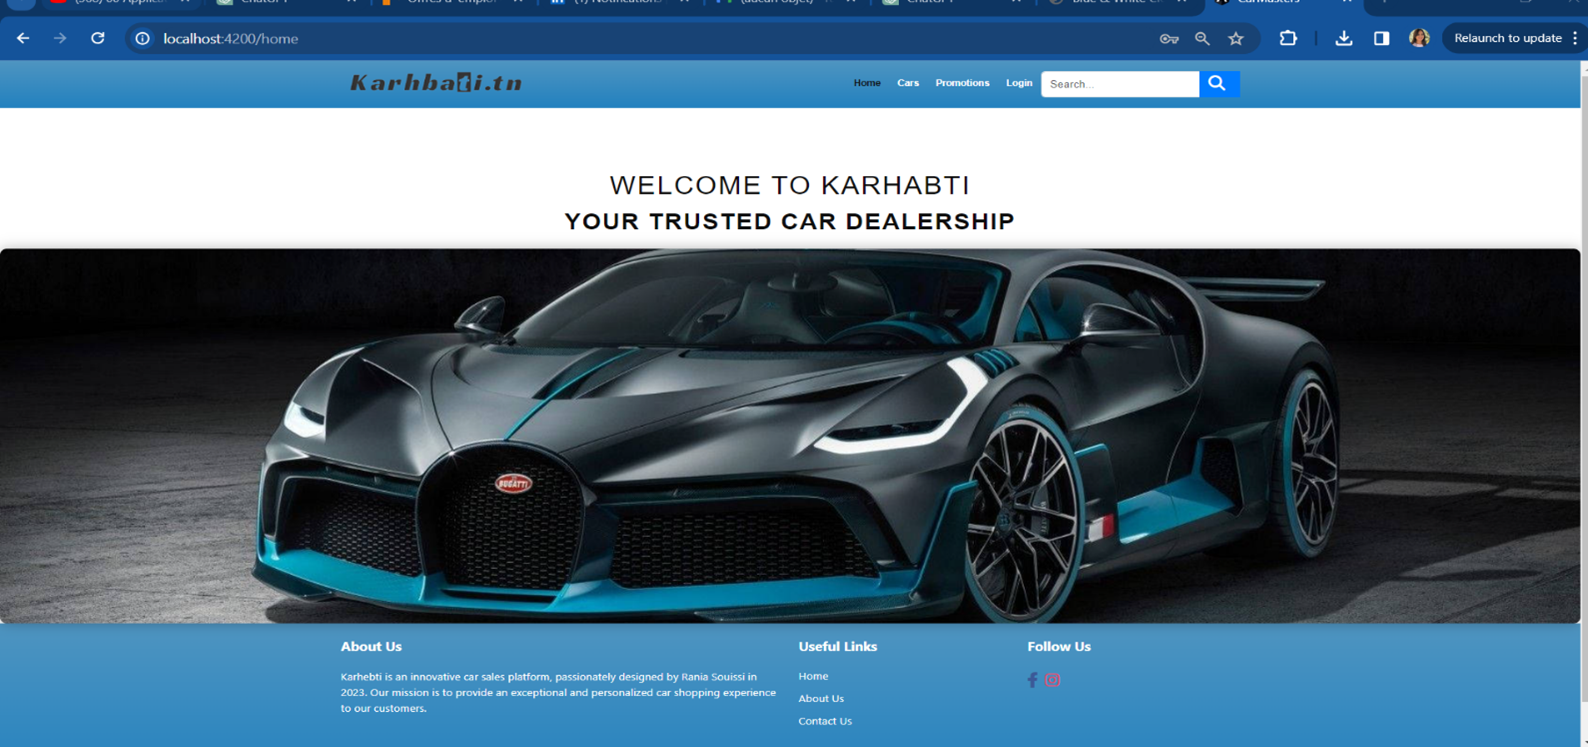 CarMasters
localhost:4200/home
Relaunch to update
Karhbati.tn
Home Cars Promotions Login Search...
WELCOME TO KARHABTI
YOUR TRUSTED CAR DEALERSHIP
BUGATTI
About Us
Karhebti is an innovative car sales platform, passionately designed by Rania Souissi in
2023. Our mission is to provide an exceptional and personalized car shopping experience
to our customers.
Useful Links
Home
About Us
Contact Us
Follow Us